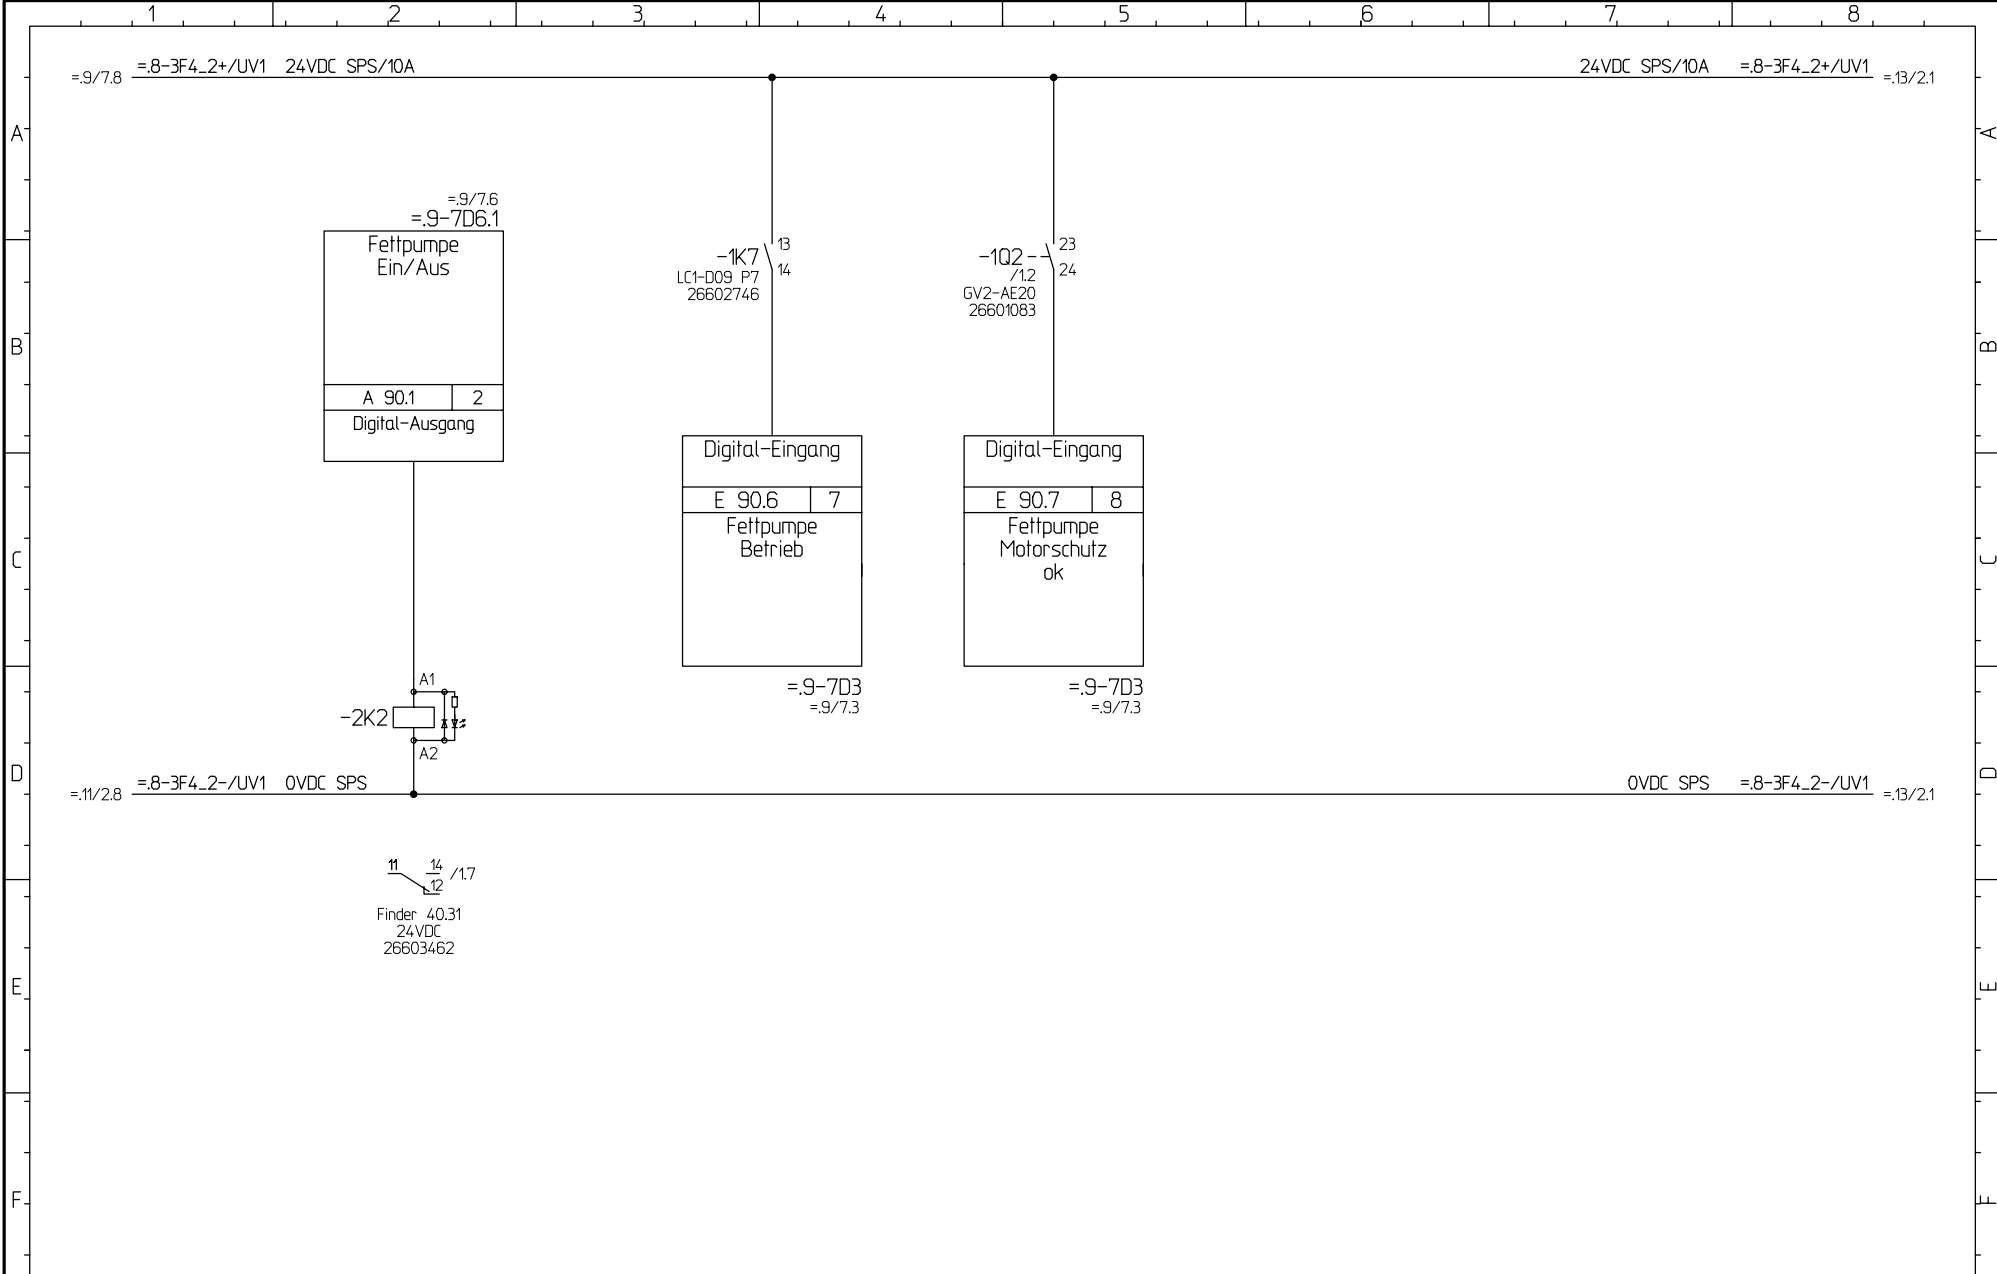 1 2 3 4 5 6 7 8
=.9/7.8 =.8-3F4_2+/UV1 24VDC SPS/10A
24VDC SPS/10A =.8-3F4_2+/UV1 =.13/2.1
A A
=.9/7.6
=.9-7D6.1
Fettpumpe
Ein/Aus
A 90.1 2
Digital-Ausgang
-1K7 13
14
LC1-D09 P7
26602746
-1Q2 23
24
/1.2
GV2-AE20
26601083
B B
Digital-Eingang
E 90.6 7
Fettpumpe
Betrieb
=.9-7D3
=.9/7.3
Digital-Eingang
E 90.7 8
Fettpumpe
Motorschutz
ok
=.9-7D3
=.9/7.3
C C
A1
-2K2
A2
D D
=.11/2.8 =.8-3F4_2-/UV1 0VDC SPS
0VDC SPS =.8-3F4_2-/UV1 =.13/2.1
11 14 /1.7
12
Finder 40.31
24VDC
26603462
E E
F F